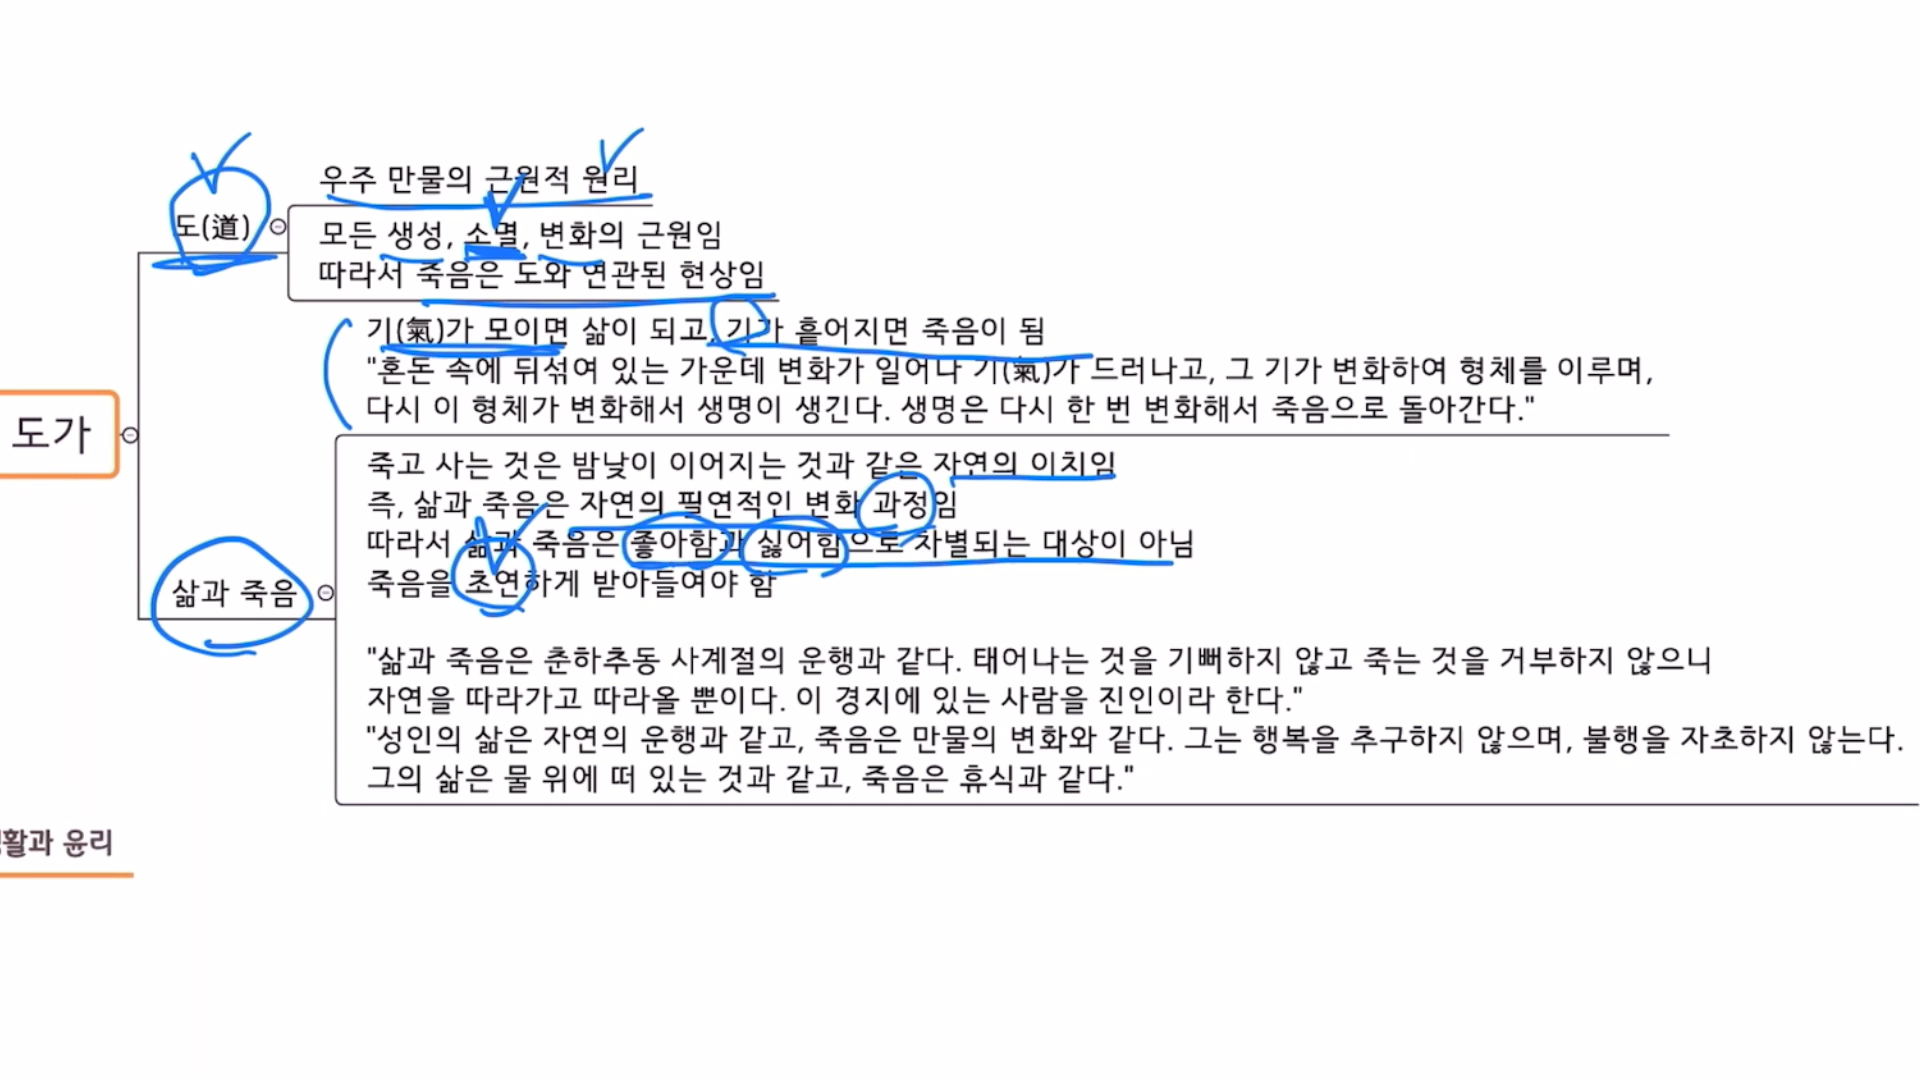 우주 만물의 근원적 원리
도(道)
모든 생성, 소멸, 변화의 근원임
따라서 죽음은 도와 연관된 현상임
기(氣)가 모이면 삶이 되고, 기가 흩어지면 죽음이 됨
"혼돈 속에 뒤섞여 있는 가운데 변화가 일어나 기(氣)가 드러나고, 그 기가 변화하여 형체를 이루며,
다시 이 형체가 변화해서 생명이 생긴다. 생명은 다시 한 번 변화해서 죽음으로 돌아간다."
도가
죽고 사는 것은 밤낮이 이어지는 것과 같은 자연의 이치임
즉, 삶과 죽음은 자연의 필연적인 변화 과정임
따라서 삶과 죽음은 좋아함과 싫어함으로 차별되는 대상이 아님
죽음을 초연하게 받아들여야 함
삶과 죽음
"삶과 죽음은 춘하추동 사계절의 운행과 같다. 태어나는 것을 기뻐하지 않고 죽는 것을 거부하지 않으니
자연을 따라가고 따라올 뿐이다. 이 경지에 있는 사람을 진인이라 한다."
"성인의 삶은 자연의 운행과 같고, 죽음은 만물의 변화와 같다. 그는 행복을 추구하지 않으며, 불행을 자초하지 않는다.
그의 삶은 물 위에 떠 있는 것과 같고, 죽음은 휴식과 같다."
활과 윤리